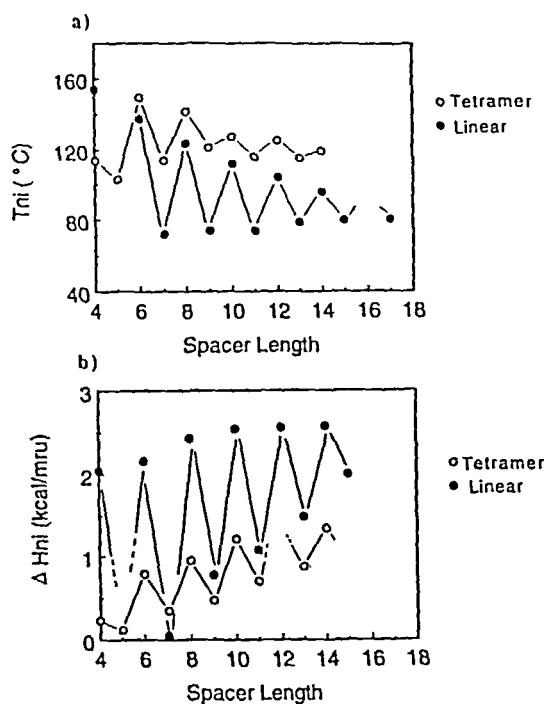 a)
160
120
80
40
Tni ( °C)
4 6 8 10 12 14 16 18
Spacer Length
Tetramer
Linear
b)
3
2
1
0
Δ Hni (kcal/mru)
4 6 8 10 12 14 16 18
Spacer Length
Tetramer
Linear